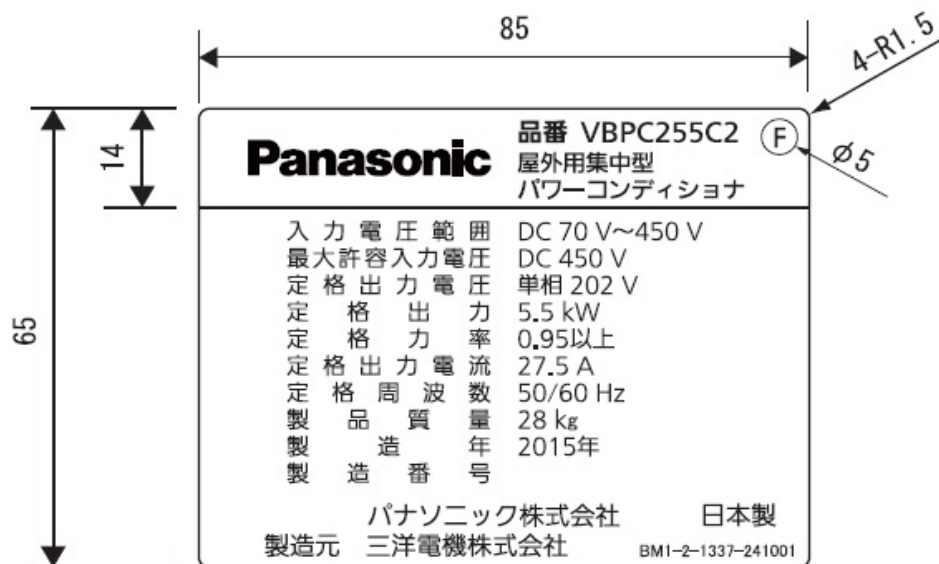 85
4-R1.5
14
65
Panasonic
品番 VBPC255C2
屋外用集中型
パワーコンディショナ
F
φ5
入力電圧範囲 DC 70 V～450 V
最大許容入力電圧 DC 450 V
定格出力電圧 単相 202 V
定格出力 5.5 kW
定格力率 0.95以上
定格出力電流 27.5 A
定格周波数 50/60 Hz
製品質量 28 kg
製造年 2015年
製造番号
パナソニック株式会社 日本製
製造元 三洋電機株式会社 BM1-2-1337-241001